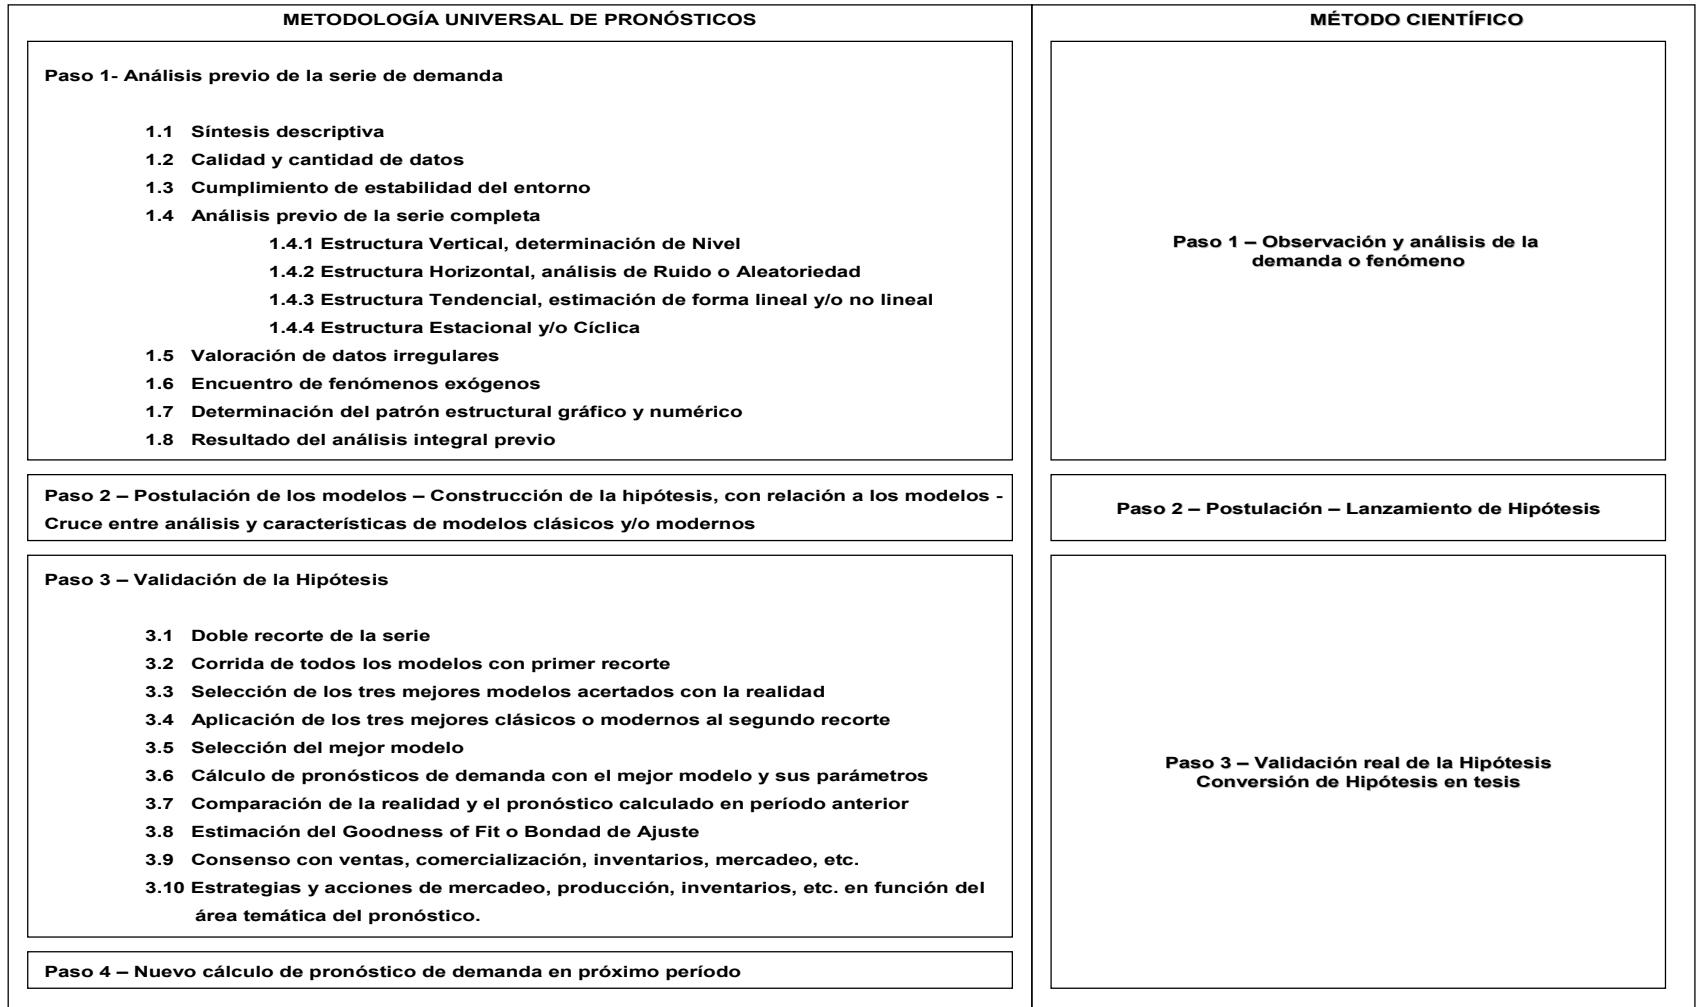 METODOLOGÍA UNIVERSAL DE PRONÓSTICOS
Paso 1- Análisis previo de la serie de demanda
1.1 Síntesis descriptiva
1.2 Calidad y cantidad de datos
1.3 Cumplimiento de estabilidad del entorno
1.4 Análisis previo de la serie completa
1.4.1 Estructura Vertical, determinación de Nivel
1.4.2 Estructura Horizontal, análisis de Ruido o Aleatoriedad
1.4.3 Estructura Tendencial, estimación de forma lineal y/o no lineal
1.4.4 Estructura Estacional y/o Cíclica
1.5 Valoración de datos irregulares
1.6 Encuentro de fenómenos exógenos
1.7 Determinación del patrón estructural gráfico y numérico
1.8 Resultado del análisis integral previo
Paso 2 – Postulación de los modelos – Construcción de la hipótesis, con relación a los modelos -
Cruce entre análisis y características de modelos clásicos y/o modernos
Paso 3 – Validación de la Hipótesis
3.1 Doble recorte de la serie
3.2 Corrida de todos los modelos con primer recorte
3.3 Selección de los tres mejores modelos acertados con la realidad
3.4 Aplicación de los tres mejores clásicos o modernos al segundo recorte
3.5 Selección del mejor modelo
3.6 Cálculo de pronósticos de demanda con el mejor modelo y sus parámetros
3.7 Comparación de la realidad y el pronóstico calculado en período anterior
3.8 Estimación del Goodness of Fit o Bondad de Ajuste
3.9 Consenso con ventas, comercialización, inventarios, mercadeo, etc.
3.10 Estrategias y acciones de mercadeo, producción, inventarios, etc. en función del
área temática del pronóstico.
Paso 4 – Nuevo cálculo de pronóstico de demanda en próximo período
MÉTODO CIENTÍFICO
Paso 1 – Observación y análisis de la
demanda o fenómeno
Paso 2 – Postulación – Lanzamiento de Hipótesis
Paso 3 – Validación real de la Hipótesis
Conversión de Hipótesis en tesis